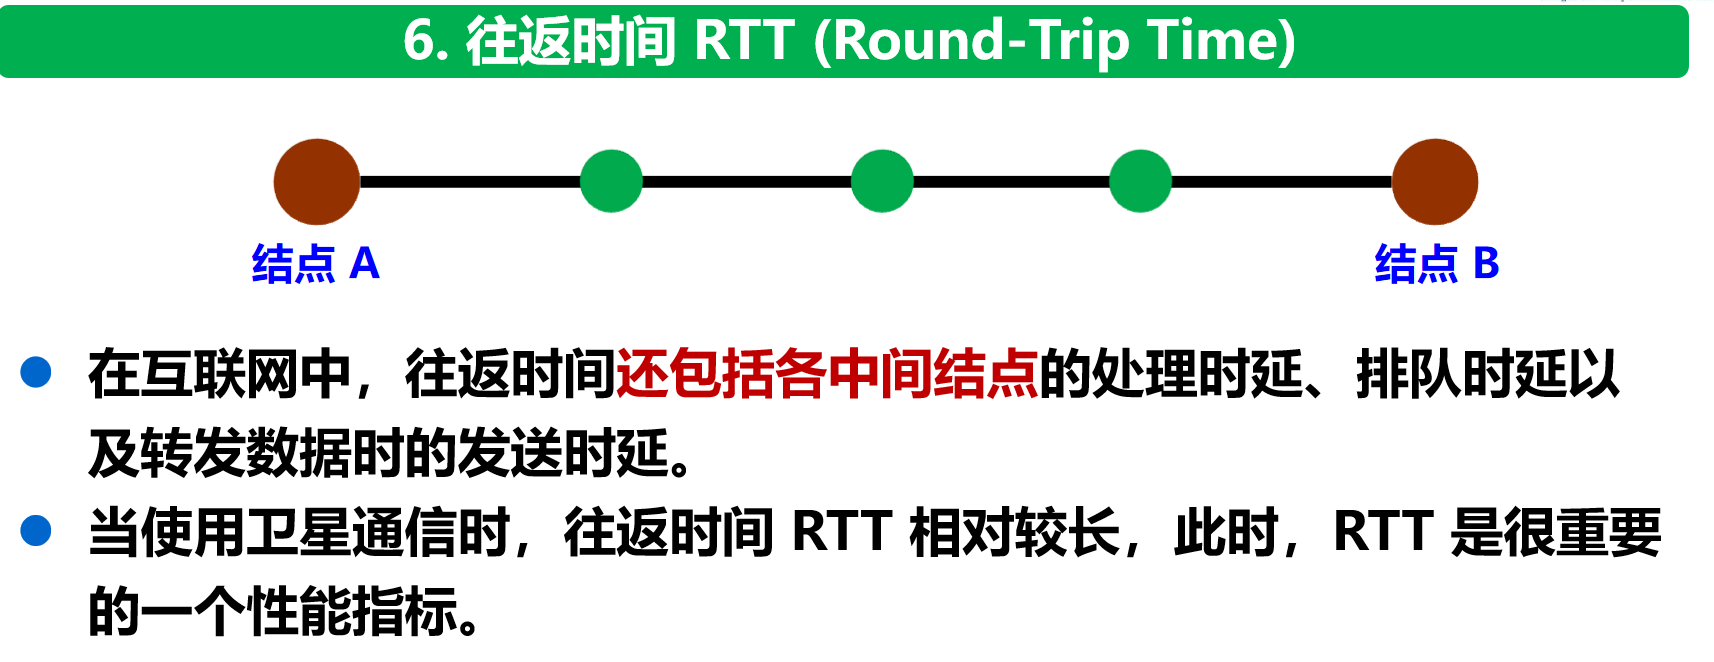 6. 往返时间 RTT (Round-Trip Time)
结点 A
结点 B
在互联网中，往返时间还包括各中间结点的处理时延、排队时延以
及转发数据时的发送时延。
当使用卫星通信时，往返时间 RTT 相对较长，此时，RTT 是很重要
的一个性能指标。